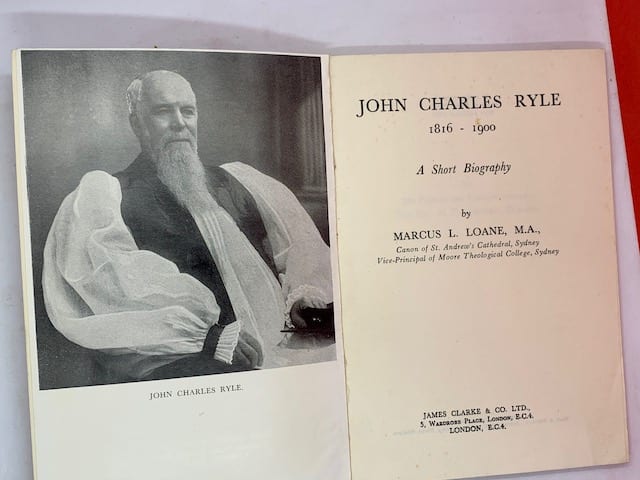 JOHN CHARLES RYLE.
JOHN CHARLES RYLE
1816 - 1900
A Short Biography
by
MARCUS L. LOANE, M.A.,
Canon of St. Andrew's Cathedral, Sydney
Vice-Principal of Moore Theological College, Sydney
JAMES CLARKE & CO. LTD.,
5, WARDROBE PLACE, LONDON, E.C.4.
LONDON, E.C.4.